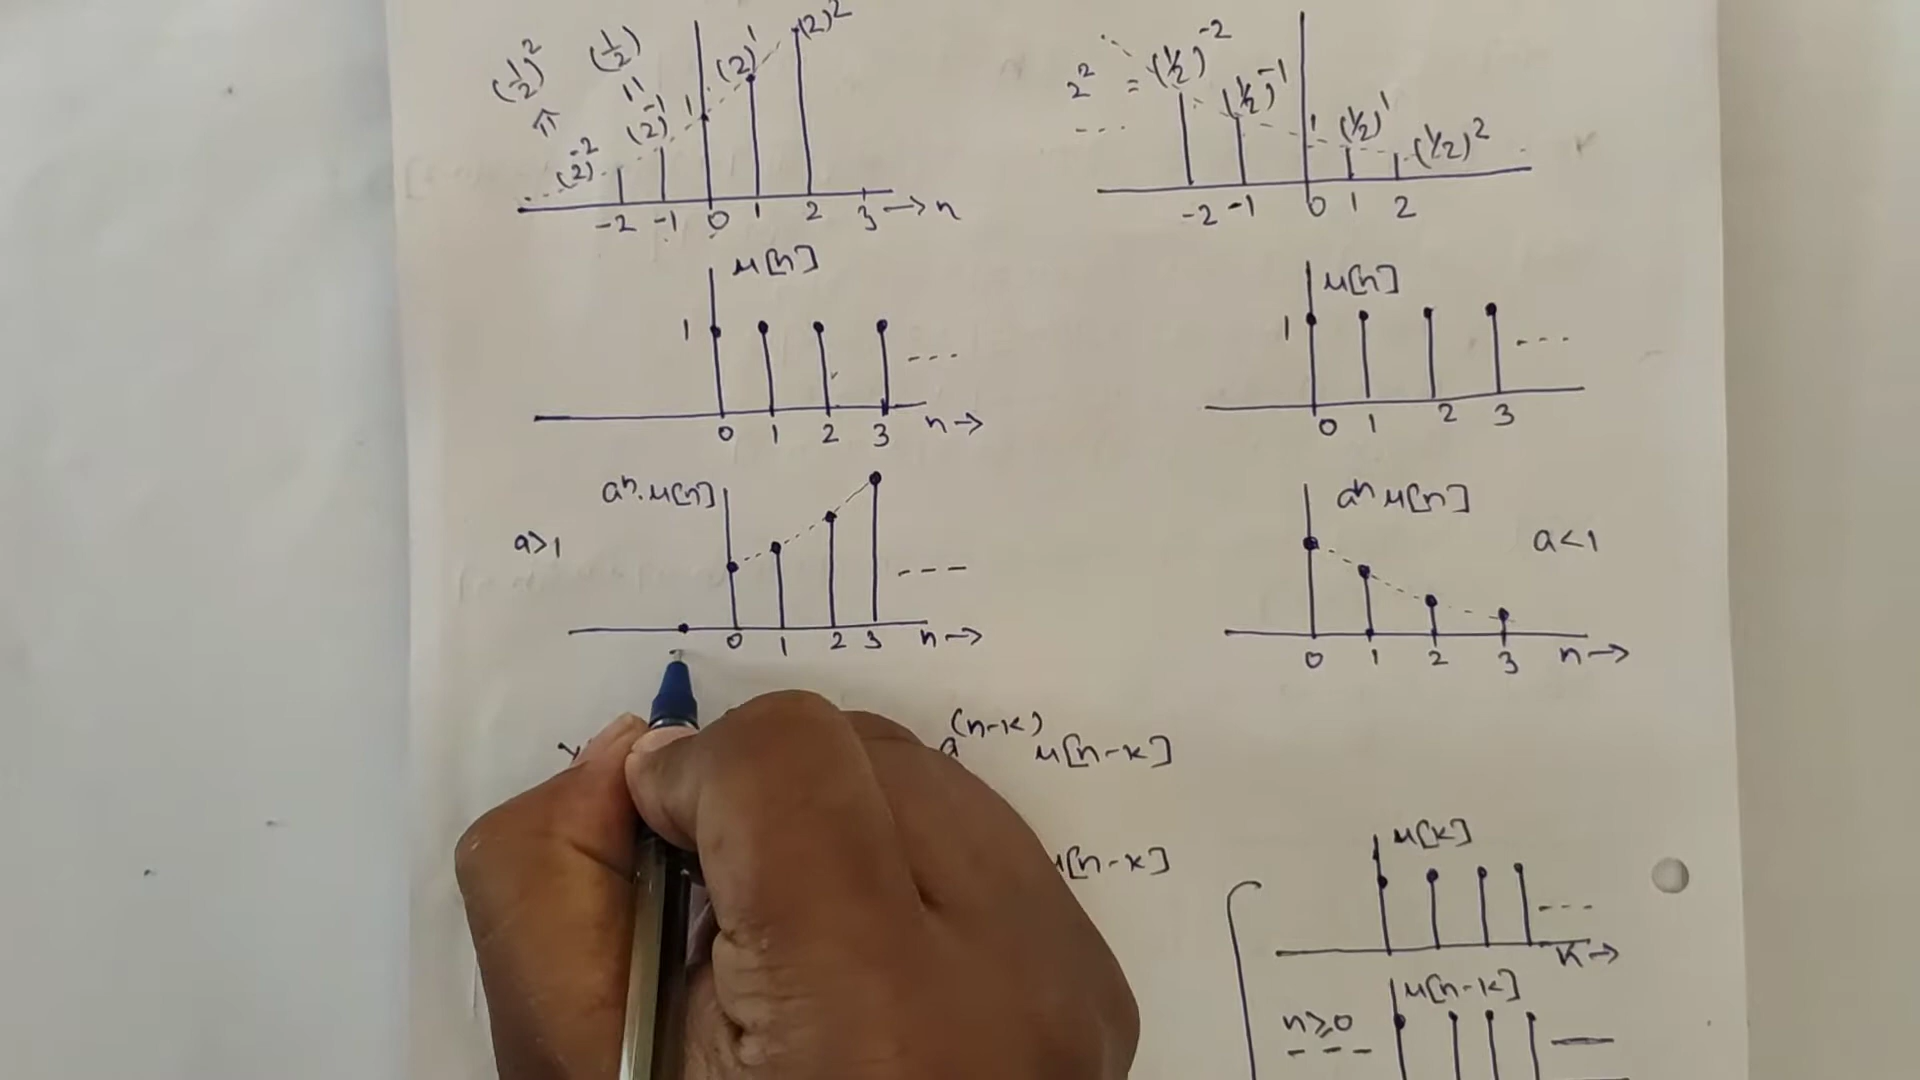 (1/2)² (1/2) (2)⁻² (2)⁻¹ 1 (2)¹ (2)²
-2 -1 0 1 2 3 → n
2² = (1/2)⁻² (1/2)⁻¹ 1 (1/2)¹ (1/2)²
-2 -1 0 1 2
u[n]
1
0 1 2 3 n →
u[n]
1
0 1 2 3
aⁿ. u[n]
a>1
0 1 2 3 n →
aⁿ u[n]
a<1
0 1 2 3 n →
(n-k) u[n-k]
u[n-k]
u[k]
k →
u[n-k]
n≥0